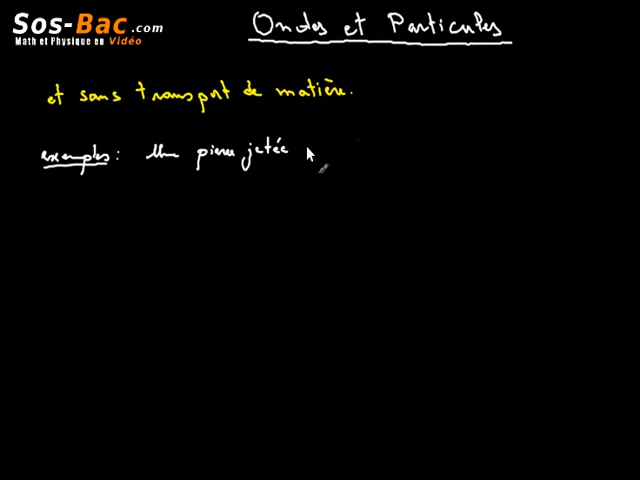 Sos-Bac.com
Math et Physique en Vidéo
Ondes et Particules
et sans transport de matière.
exemples : Une pierre jetée